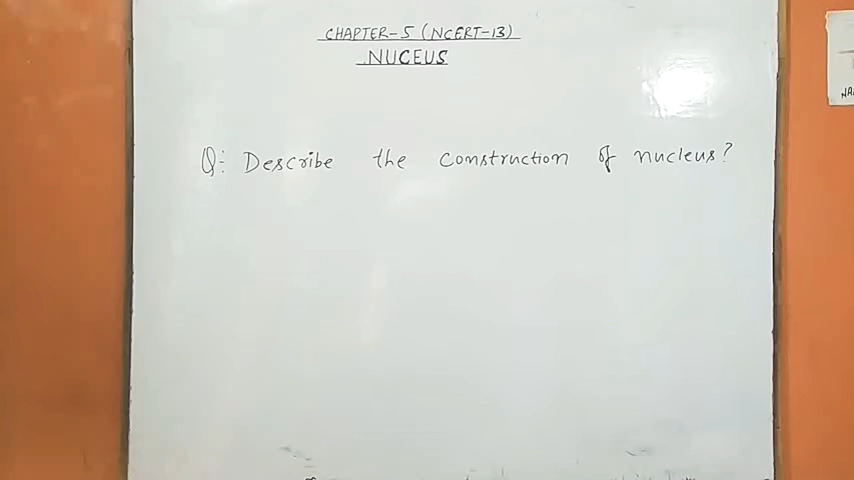 CHAPTER-5 (NCERT-13)
NUCEUS
Q: Describe the construction of nucleus?